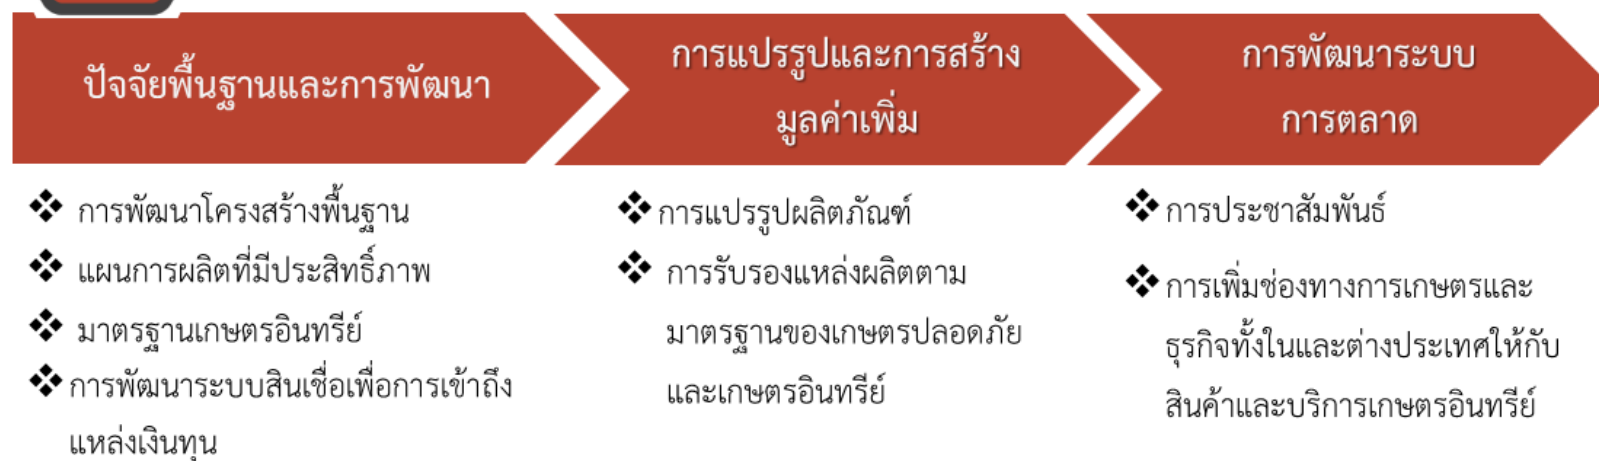 ปัจจัยพื้นฐานและการพัฒนา
❖ การพัฒนาโครงสร้างพื้นฐาน
❖ แผนการผลิตที่มีประสิทธิ์ภาพ
❖ มาตรฐานเกษตรอินทรีย์
❖ การพัฒนาระบบสินเชื่อเพื่อการเข้าถึง
แหล่งเงินทุน
การแปรรูปและการสร้าง
มูลค่าเพิ่ม
❖ การแปรรูปผลิตภัณฑ์
❖ การรับรองแหล่งผลิตตาม
มาตรฐานของเกษตรปลอดภัย
และเกษตรอินทรีย์
การพัฒนาระบบ
การตลาด
❖ การประชาสัมพันธ์
❖ การเพิ่มช่องทางการเกษตรและ
ธุรกิจทั้งในและต่างประเทศให้กับ
สินค้าและบริการเกษตรอินทรีย์